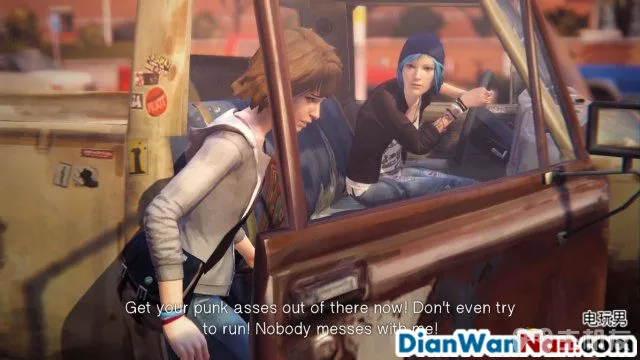 Get your punk asses out of there now! Don't even try
to run! Nobody messes with me!
电玩男
DianWanNan.com